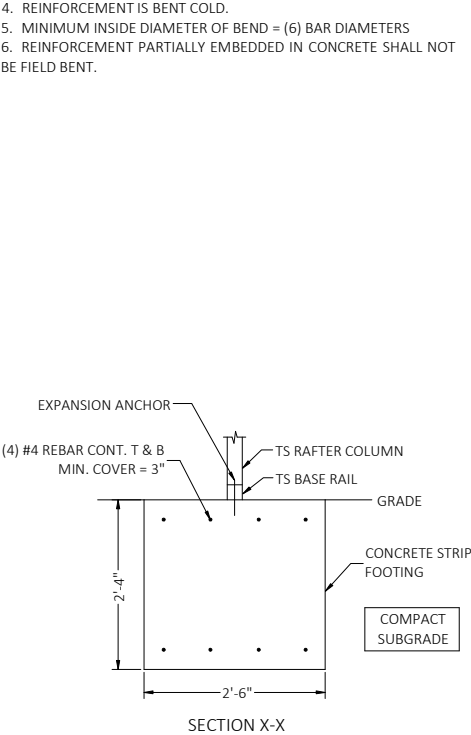 4. REINFORCEMENT IS BENT COLD.
5. MINIMUM INSIDE DIAMETER OF BEND = (6) BAR DIAMETERS
6. REINFORCEMENT PARTIALLY EMBEDDED IN CONCRETE SHALL NOT
BE FIELD BENT.
EXPANSION ANCHOR
(4) #4 REBAR CONT. T & B
MIN. COVER = 3"
TS RAFTER COLUMN
TS BASE RAIL
GRADE
CONCRETE STRIP
FOOTING
2'-4"
COMPACT
SUBGRADE
2'-6"
SECTION X-X